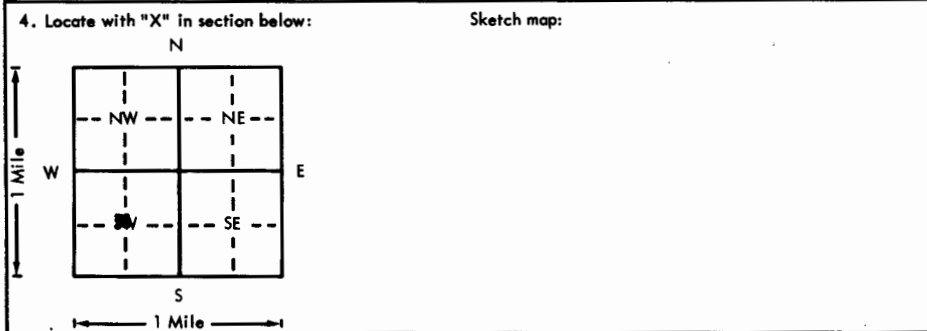 4. Locate with "X" in section below:
Sketch map:
N
NW
NE
W
E
1 Mile
SE
S
1 Mile